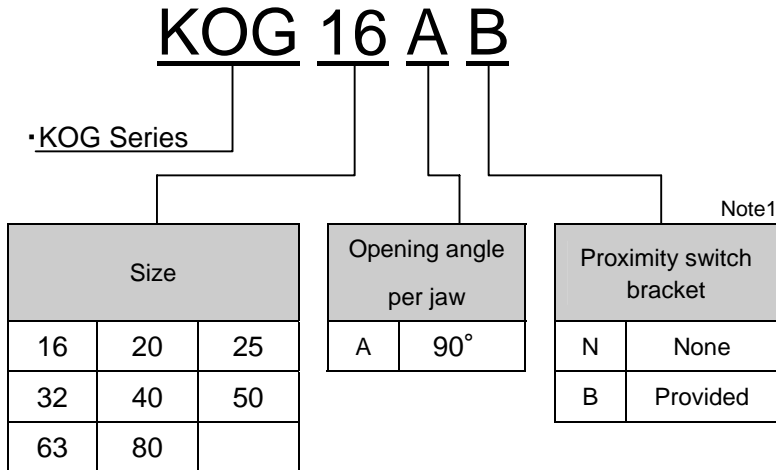 KOG 16 A B
·KOG Series
Note1
Size
16 20 25
32 40 50
63 80
Opening angle
per jaw
A 90°
Proximity switch
bracket
N None
B Provided